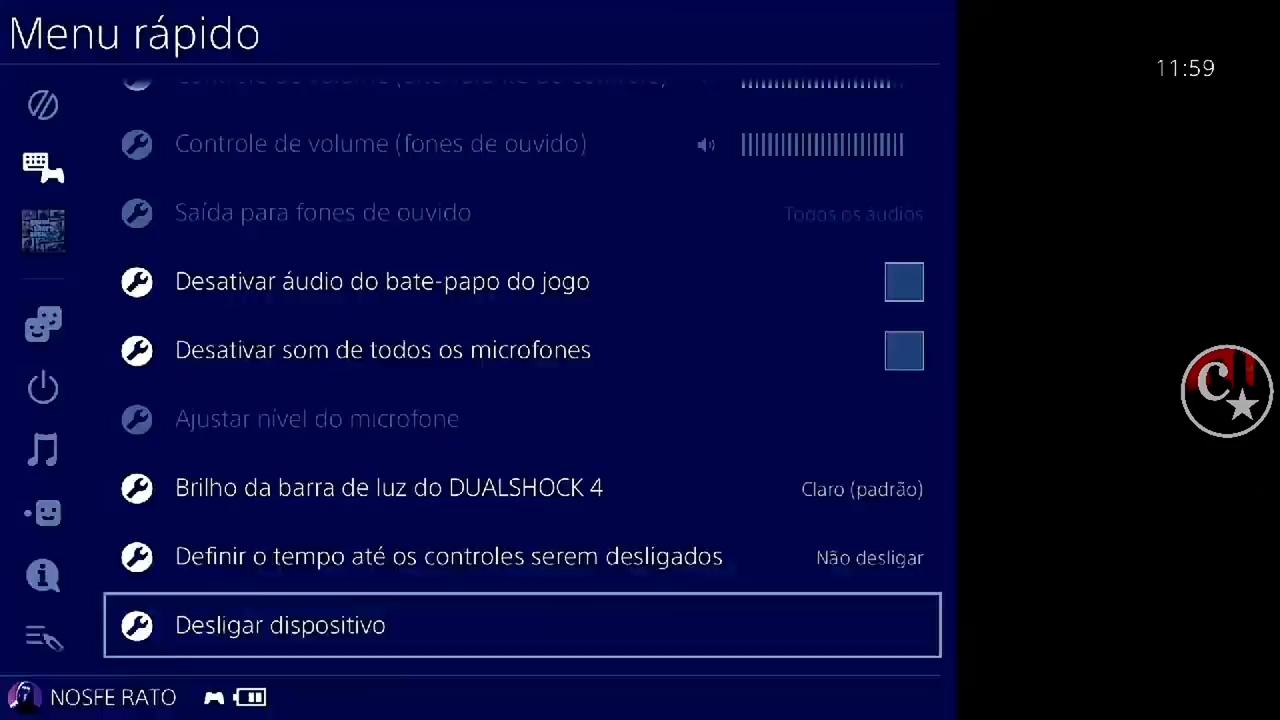 Menu rápido
11:59
Controle de volume (fones de ouvido)
Saída para fones de ouvido Todos os áudios
Desativar áudio do bate-papo do jogo
Desativar som de todos os microfones
Ajustar nível do microfone
Brilho da barra de luz do DUALSHOCK 4 Claro (padrão)
Definir o tempo até os controles serem desligados Não desligar
Desligar dispositivo
NOSFE RATO
C